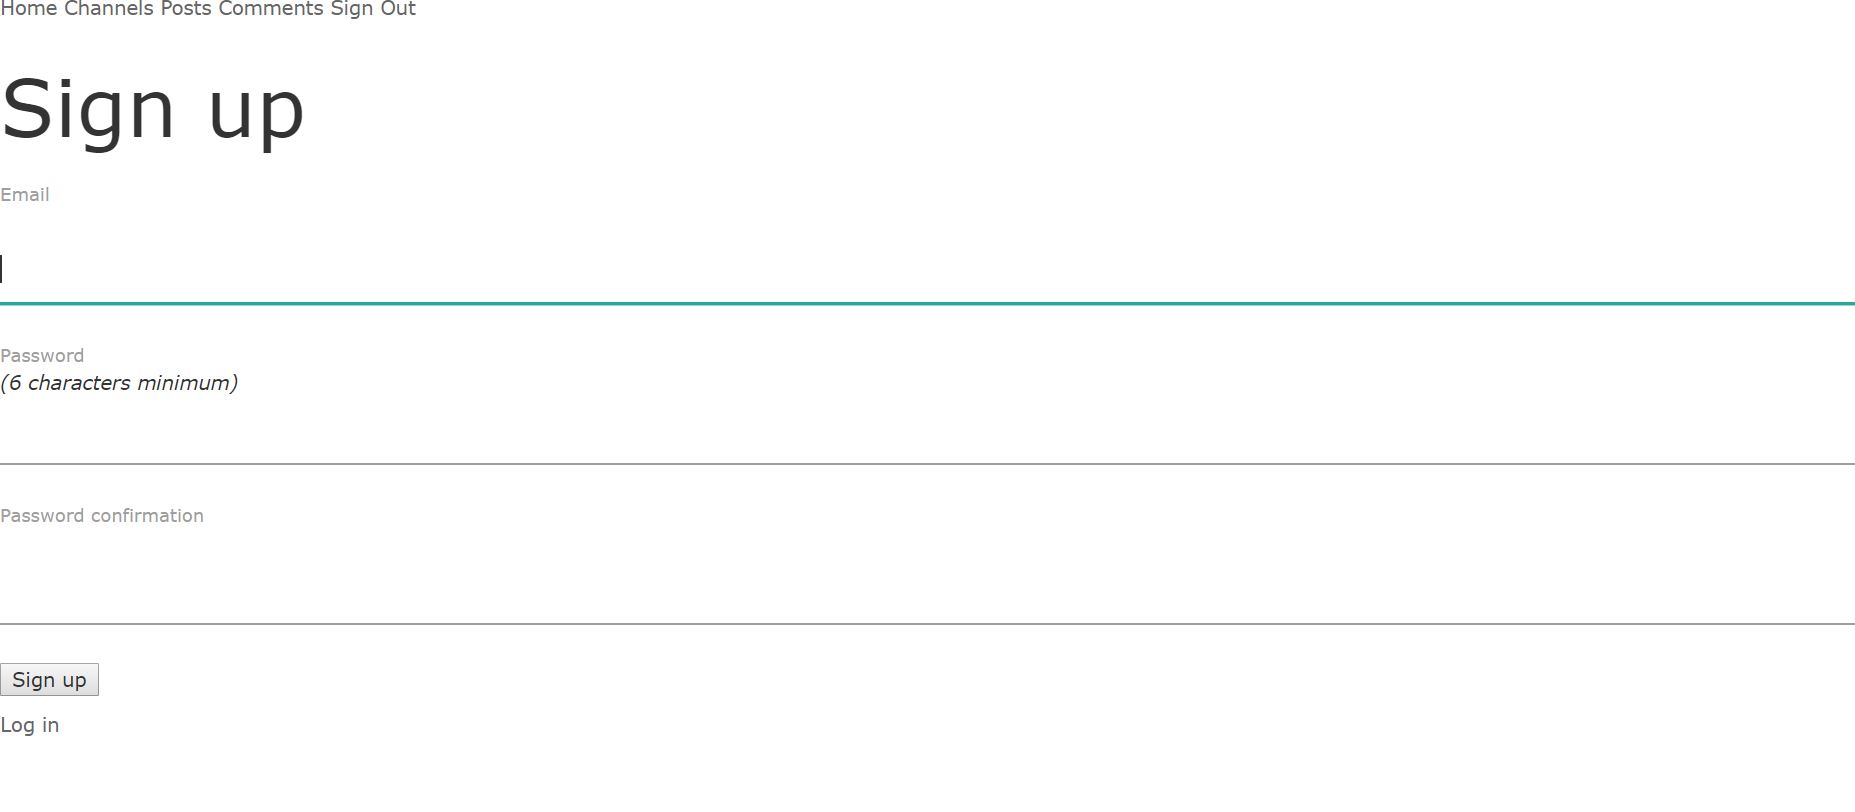 Home Channels Posts Comments Sign Out
Sign up
Email
Password
(6 characters minimum)
Password confirmation
Sign up
Log in